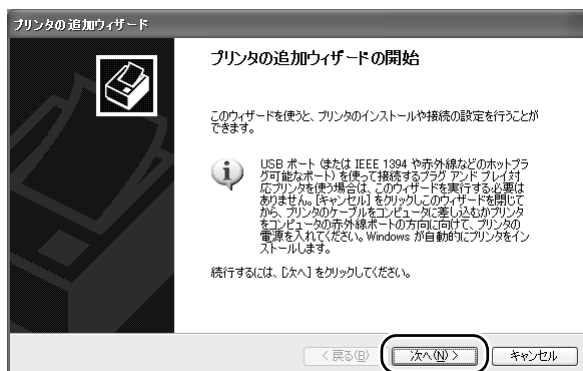 プリンタの追加ウィザード
プリンタの追加ウィザードの開始
このウィザードを使うと、プリンタのインストールや接続の設定を行うことが
できます。
USB ポート (または IEEE 1394 や赤外線などのホットプラ
グ可能なポート) を使って接続するプラグ アンド プレイ対
応プリンタを使う場合は、このウィザードを実行する必要は
ありません。[キャンセル] をクリックしこのウィザードを閉じて
から、プリンタのケーブルをコンピュータに差し込むかプリンタ
をコンピュータの赤外線ポートの方向に向けて、プリンタの
電源を入れてください。Windows が自動的にプリンタをイン
ストールします。
続行するには、[次へ] をクリックしてください。
< 戻る(B)
次へ(N) >
キャンセル